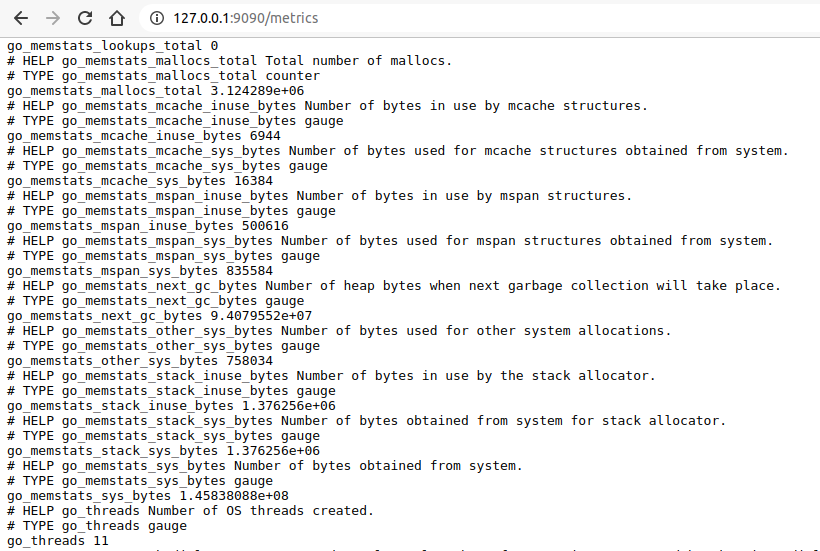 127.0.0.1:9090/metrics
go_memstats_lookups_total 0
# HELP go_memstats_mallocs_total Total number of mallocs.
# TYPE go_memstats_mallocs_total counter
go_memstats_mallocs_total 3.124289e+06
# HELP go_memstats_mcache_inuse_bytes Number of bytes in use by mcache structures.
# TYPE go_memstats_mcache_inuse_bytes gauge
go_memstats_mcache_inuse_bytes 6944
# HELP go_memstats_mcache_sys_bytes Number of bytes used for mcache structures obtained from system.
# TYPE go_memstats_mcache_sys_bytes gauge
go_memstats_mcache_sys_bytes 16384
# HELP go_memstats_mspan_inuse_bytes Number of bytes in use by mspan structures.
# TYPE go_memstats_mspan_inuse_bytes gauge
go_memstats_mspan_inuse_bytes 500616
# HELP go_memstats_mspan_sys_bytes Number of bytes used for mspan structures obtained from system.
# TYPE go_memstats_mspan_sys_bytes gauge
go_memstats_mspan_sys_bytes 835584
# HELP go_memstats_next_gc_bytes Number of heap bytes when next garbage collection will take place.
# TYPE go_memstats_next_gc_bytes gauge
go_memstats_next_gc_bytes 9.4079552e+07
# HELP go_memstats_other_sys_bytes Number of bytes used for other system allocations.
# TYPE go_memstats_other_sys_bytes gauge
go_memstats_other_sys_bytes 758034
# HELP go_memstats_stack_inuse_bytes Number of bytes in use by the stack allocator.
# TYPE go_memstats_stack_inuse_bytes gauge
go_memstats_stack_inuse_bytes 1.376256e+06
# HELP go_memstats_stack_sys_bytes Number of bytes obtained from system for stack allocator.
# TYPE go_memstats_stack_sys_bytes gauge
go_memstats_stack_sys_bytes 1.376256e+06
# HELP go_memstats_sys_bytes Number of bytes obtained from system.
# TYPE go_memstats_sys_bytes gauge
go_memstats_sys_bytes 1.45838088e+08
# HELP go_threads Number of OS threads created.
# TYPE go_threads gauge
go_threads 11